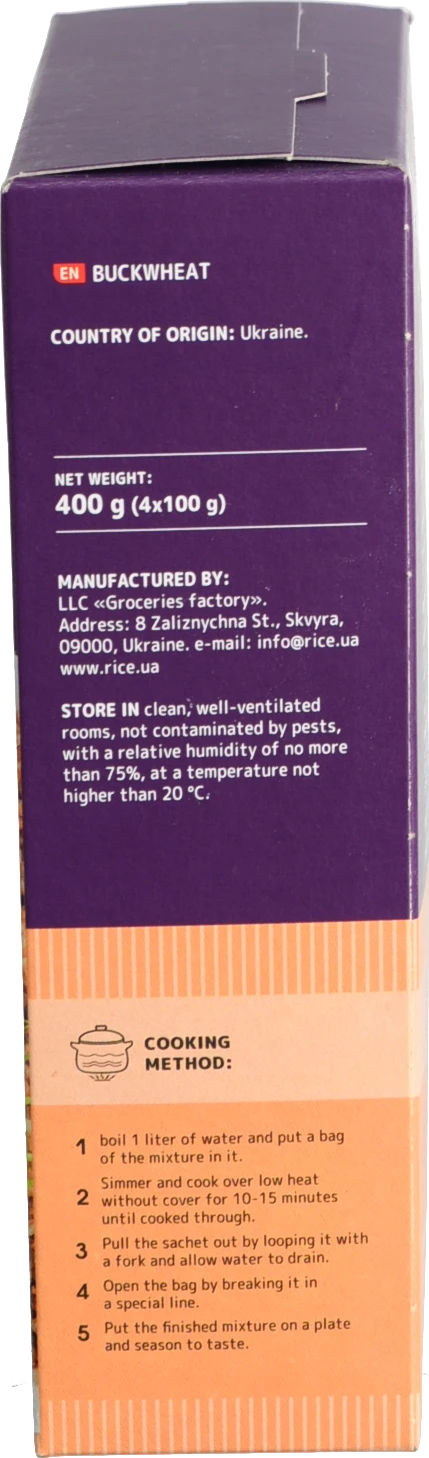 EN BUCKWHEAT
COUNTRY OF ORIGIN: Ukraine.
NET WEIGHT:
400 g (4x100 g)
MANUFACTURED BY:
LLC «Groceries factory».
Address: 8 Zaliznychna St., Skvyra,
09000, Ukraine. e-mail: info@rice.ua
www.rice.ua
STORE IN clean, well-ventilated
rooms, not contaminated by pests,
with a relative humidity of no more
than 75%, at a temperature not
higher than 20 °C.
COOKING
METHOD:
1 boil 1 liter of water and put a bag
of the mixture in it.
2 Simmer and cook over low heat
without cover for 10-15 minutes
until cooked through.
3 Pull the sachet out by looping it with
a fork and allow water to drain.
4 Open the bag by breaking it in
a special line.
5 Put the finished mixture on a plate
and season to taste.